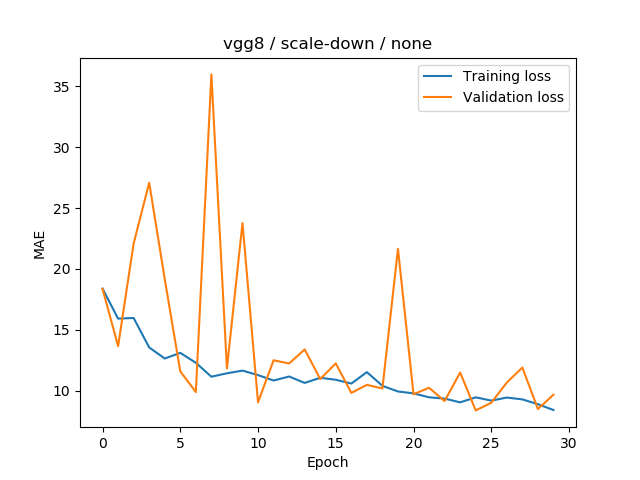 vgg8 / scale-down / none
Training loss
Validation loss
MAE
35
30
25
20
15
10
0 5 10 15 20 25 30
Epoch